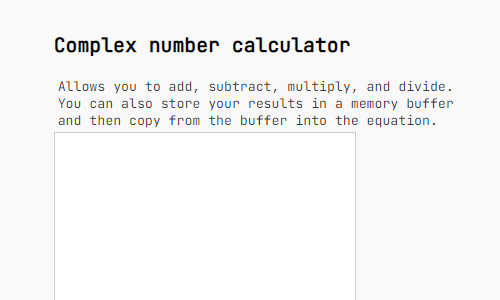 Complex number calculator
Allows you to add, subtract, multiply, and divide.
You can also store your results in a memory buffer
and then copy from the buffer into the equation.